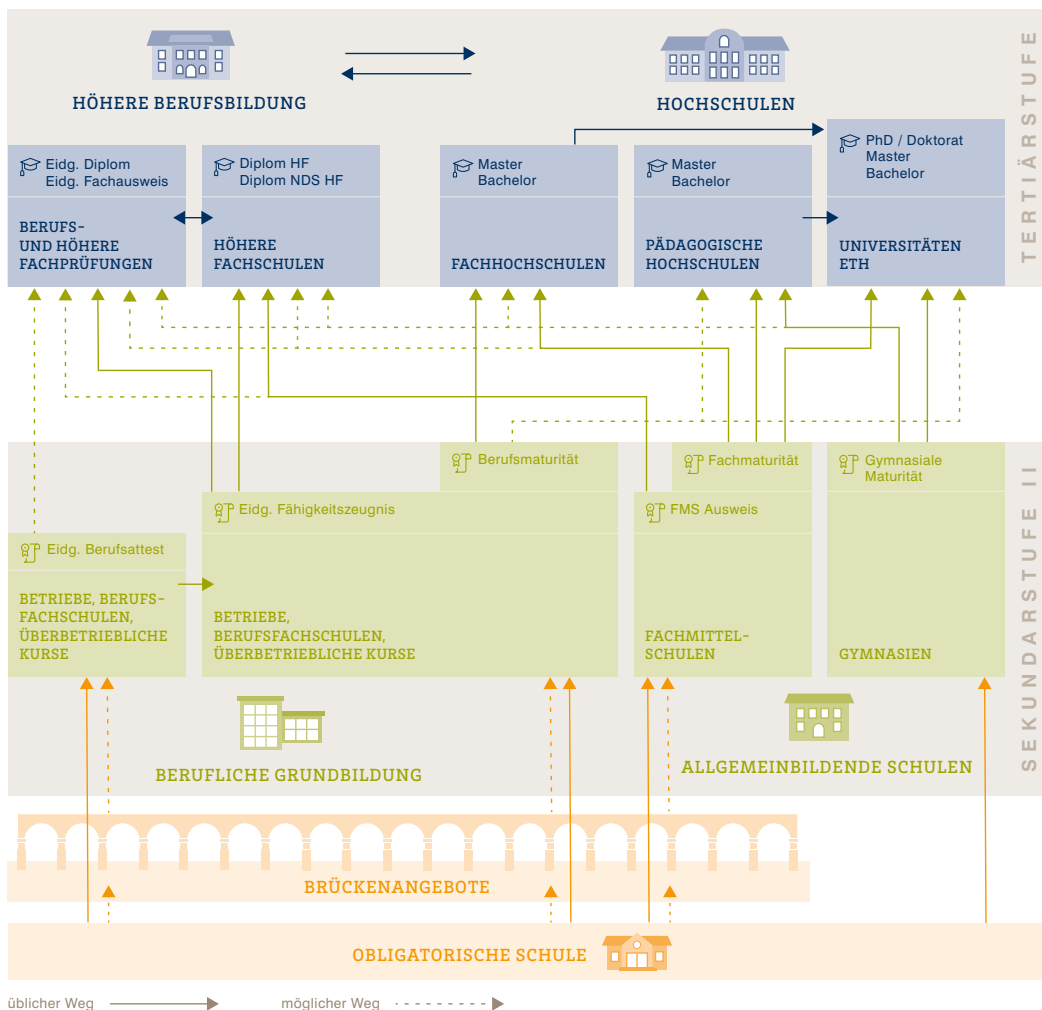 TERTIÄRSTUFE
HÖHERE BERUFSBILDUNG
HOCHSCHULEN
Eidg. Diplom
Eidg. Fachausweis
BERUFS-
UND HÖHERE
FACHPRÜFUNGEN
Diplom HF
Diplom NDS HF
HÖHERE
FACHSCHULEN
Master
Bachelor
FACHHOCHSCHULEN
Master
Bachelor
PÄDAGOGISCHE
HOCHSCHULEN
PhD / Doktorat
Master
Bachelor
UNIVERSITÄTEN
ETH
SEKUNDARSTUFE II
Berufsmaturität
Fachmaturität
Gymnasiale
Maturität
Eidg. Fähigkeitszeugnis
FMS Ausweis
Eidg. Berufsattest
BETRIEBE, BERUFS-
FACHSCHULEN,
ÜBERBETRIEBLICHE
KURSE
BETRIEBE,
BERUFSFACHSCHULEN,
ÜBERBETRIEBLICHE KURSE
FACHMITTEL-
SCHULEN
GYMNASIEN
BERUFLICHE GRUNDBILDUNG
ALLGEMEINBILDENDE SCHULEN
BRÜCKENANGEBOTE
OBLIGATORISCHE SCHULE
üblicher Weg
möglicher Weg